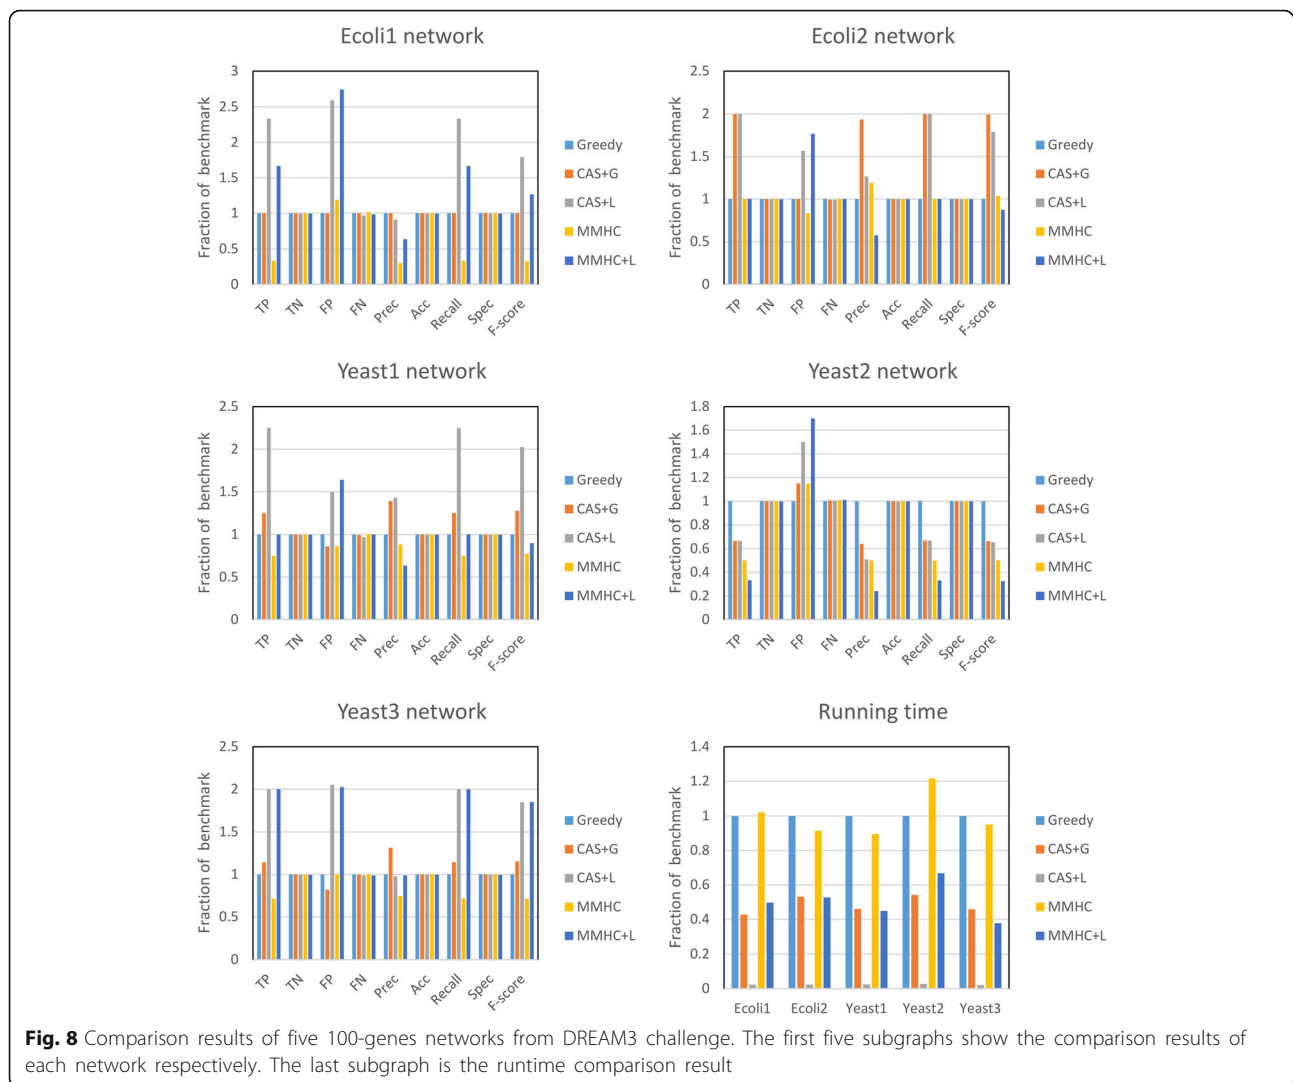 Ecoli1 network
Fraction of benchmark
3
2.5
2
1.5
1
0.5
0
TP
TN
FP
FN
Prec
Acc
Recall
Spec
F-score
Greedy
CAS+G
CAS+L
MMHC
MMHC+L
Ecoli2 network
Fraction of benchmark
2.5
2
1.5
1
0.5
0
TP
TN
FP
FN
Prec
Acc
Recall
Spec
F-score
Greedy
CAS+G
CAS+L
MMHC
MMHC+L
Yeast1 network
Fraction of benchmark
2.5
2
1.5
1
0.5
0
TP
TN
FP
FN
Prec
Acc
Recall
Spec
F-score
Greedy
CAS+G
CAS+L
MMHC
MMHC+L
Yeast2 network
Fraction of benchmark
1.8
1.6
1.4
1.2
1
0.8
0.6
0.4
0.2
0
TP
TN
FP
FN
Prec
Acc
Recall
Spec
F-score
Greedy
CAS+G
CAS+L
MMHC
MMHC+L
Yeast3 network
Fraction of benchmark
2.5
2
1.5
1
0.5
0
TP
TN
FP
FN
Prec
Acc
Recall
Spec
F-score
Greedy
CAS+G
CAS+L
MMHC
MMHC+L
Running time
Fraction of benchmark
1.4
1.2
1
0.8
0.6
0.4
0.2
0
Ecoli1 Ecoli2 Yeast1 Yeast2 Yeast3
Greedy
CAS+G
CAS+L
MMHC
MMHC+L
Fig. 8 Comparison results of five 100-genes networks from DREAM3 challenge. The first five subgraphs show the comparison results of
each network respectively. The last subgraph is the runtime comparison result